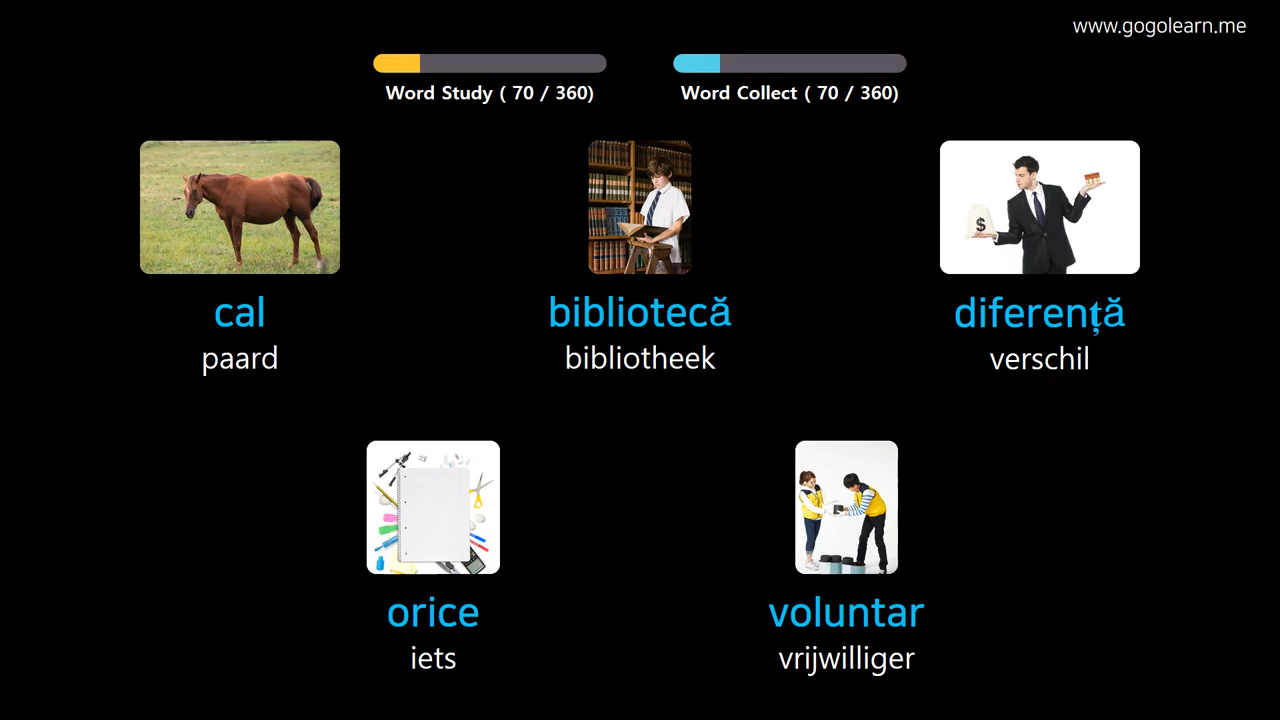 www.gogolearn.me
Word Study ( 70 / 360)
Word Collect ( 70 / 360)
cal
paard
bibliotecă
bibliotheek
diferență
verschil
$
orice
iets
voluntar
vrijwilliger